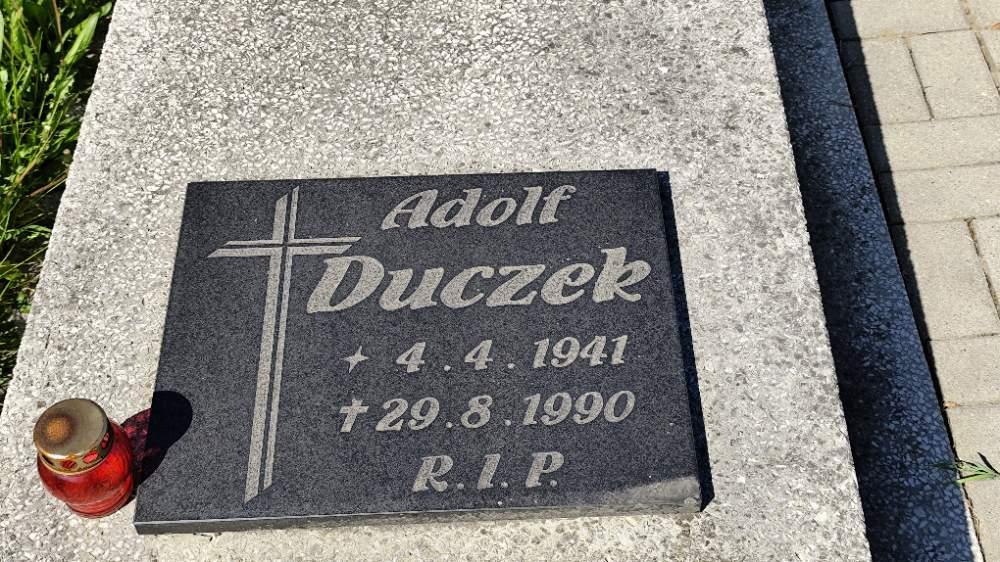 Adolf
Duczek
4.4.1941
✝29.8.1990
R.I.P.